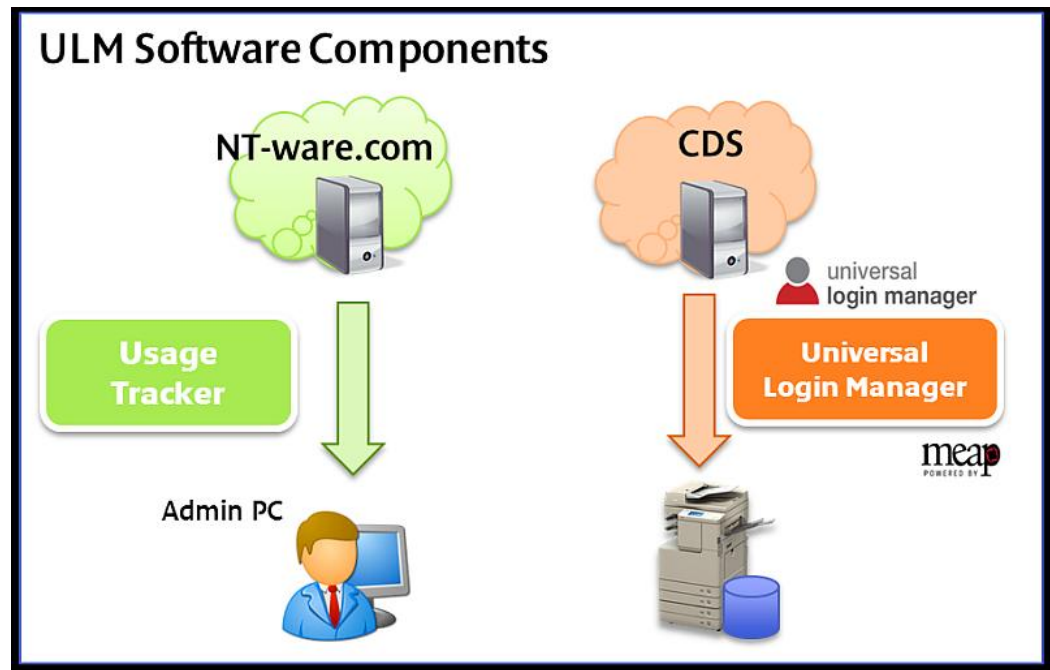 ULM Software Components
NT-ware.com
CDS
universal
login manager
Usage
Tracker
Universal
Login Manager
meap
POWERED BY
Admin PC